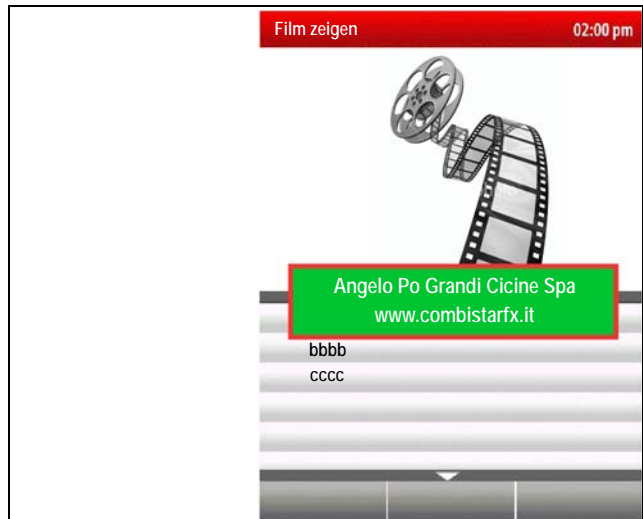 Film zeigen 02:00 pm
Angelo Po Grandi Cicine Spa
www.combistarfx.it
bbbb
cccc